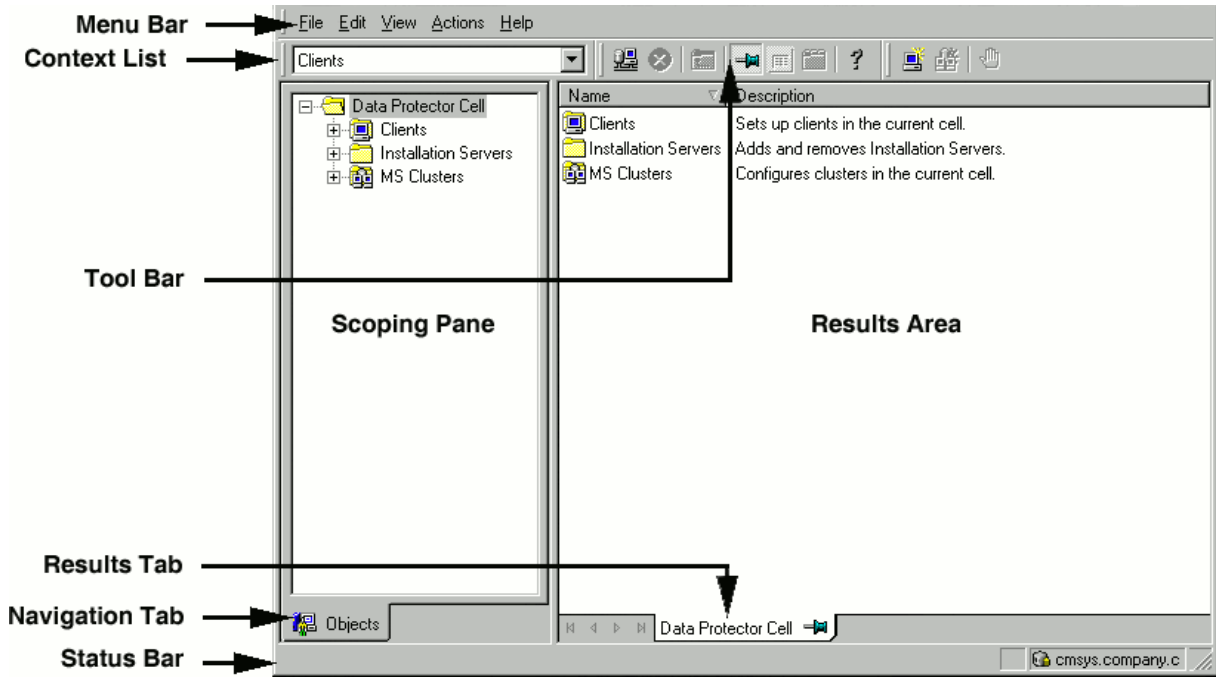 Menu Bar
File Edit View Actions Help
Context List
Clients
?
Data Protector Cell
Clients
Installation Servers
MS Clusters
Name Description
Clients Sets up clients in the current cell.
Installation Servers Adds and removes Installation Servers.
MS Clusters Configures clusters in the current cell.
Tool Bar
Scoping Pane
Results Area
Results Tab
Navigation Tab
Objects
Data Protector Cell
Status Bar
cmsys.company.c